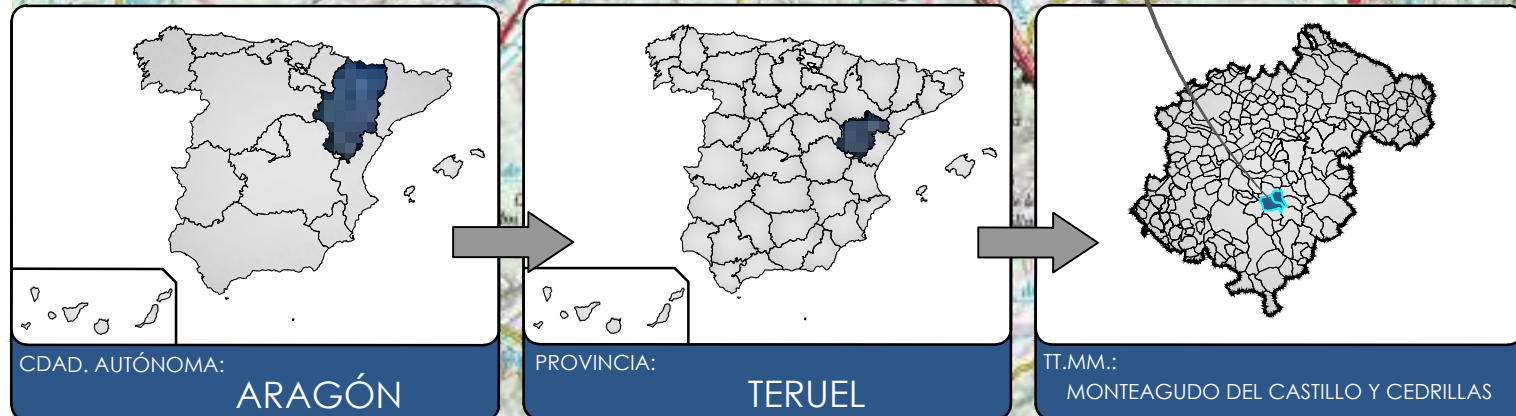 CDAD. AUTÓNOMA:
ARAGÓN
PROVINCIA:
TERUEL
TT.MM.:
MONTEAGUDO DEL CASTILLO Y CEDRILLAS